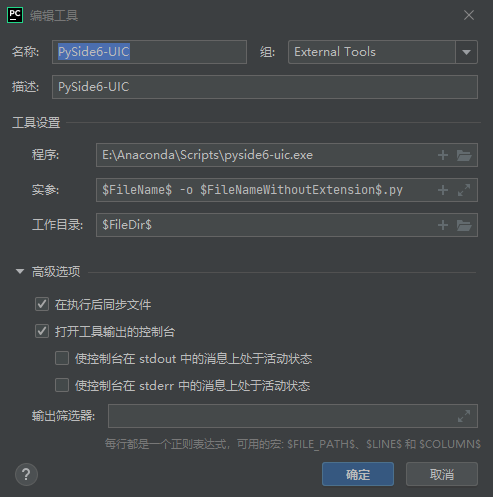 PC 编辑工具
名称: PySide6-UIC 组: External Tools
描述: PySide6-UIC
工具设置
程序: E:\Anaconda\Scripts\pyside6-uic.exe
实参: $FileName$ -o $FileNameWithoutExtension$.py
工作目录: $FileDir$
高级选项
在执行后同步文件
打开工具输出的控制台
使控制台在 stdout 中的消息上处于活动状态
使控制台在 stderr 中的消息上处于活动状态
输出筛选器:
每行都是一个正则表达式，可用的宏: $FILE_PATH$、$LINE$ 和 $COLUMN$
? 确定 取消